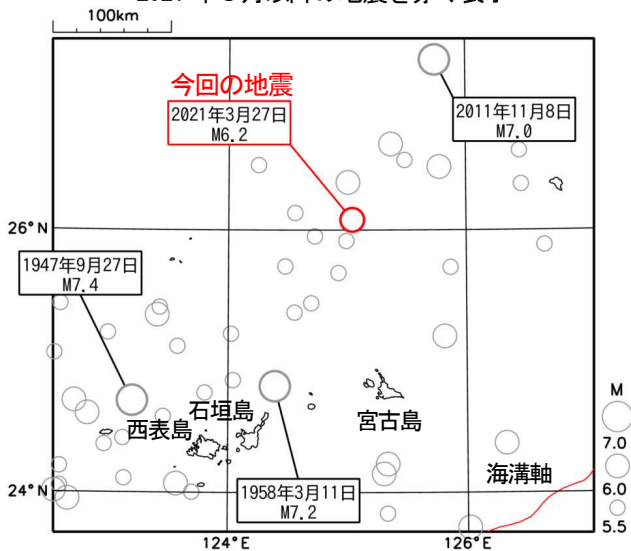 100km
今回の地震
2021年3月27日
M6.2
2011年11月8日
M7.0
26°N
1947年9月27日
M7.4
西表島
石垣島
宮古島
海溝軸
1958年3月11日
M7.2
24°N
124°E
126°E
M
7.0
6.0
5.5